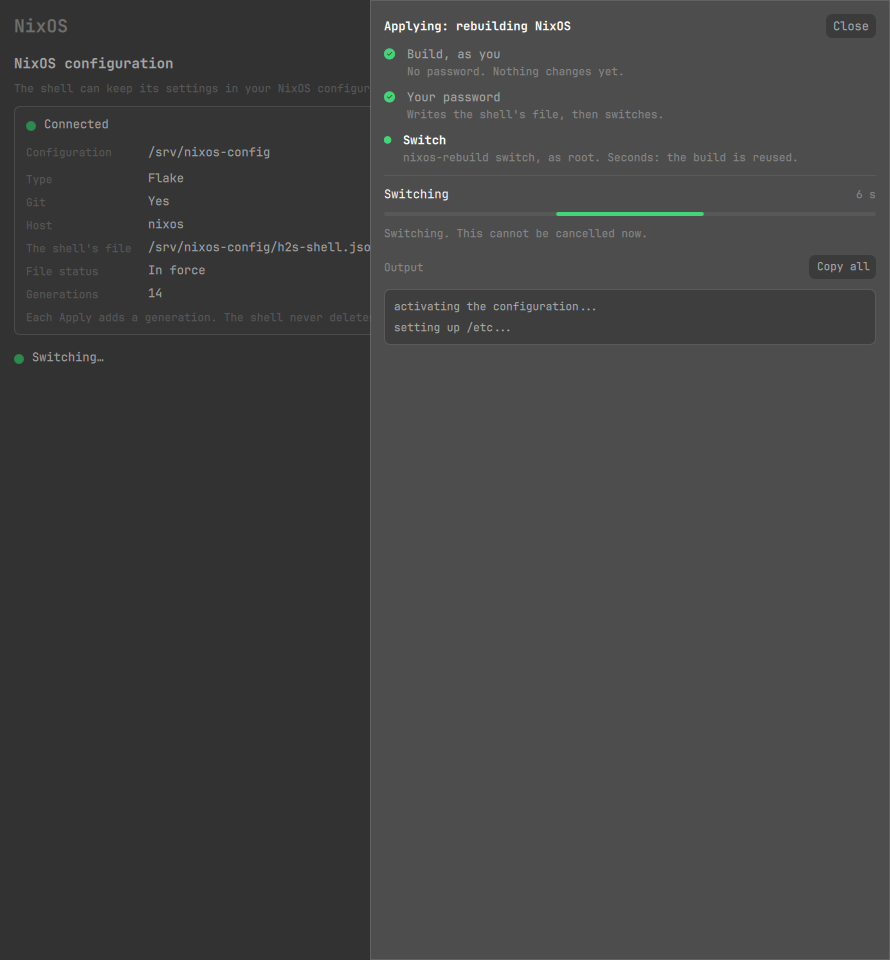 NixOS
NixOS configuration
The shell can keep its settings in your NixOS configur
Connected
Configuration /srv/nixos-config
Type Flake
Git Yes
Host nixos
The shell's file /srv/nixos-config/h2s-shell.jso
File status In force
Generations 14
Each Apply adds a generation. The shell never delete
Switching…
Applying: rebuilding NixOS Close
Build, as you
No password. Nothing changes yet.
Your password
Writes the shell's file, then switches.
Switch
nixos-rebuild switch, as root. Seconds: the build is reused.
Switching 6 s
Switching. This cannot be cancelled now.
Output Copy all
activating the configuration...
setting up /etc...